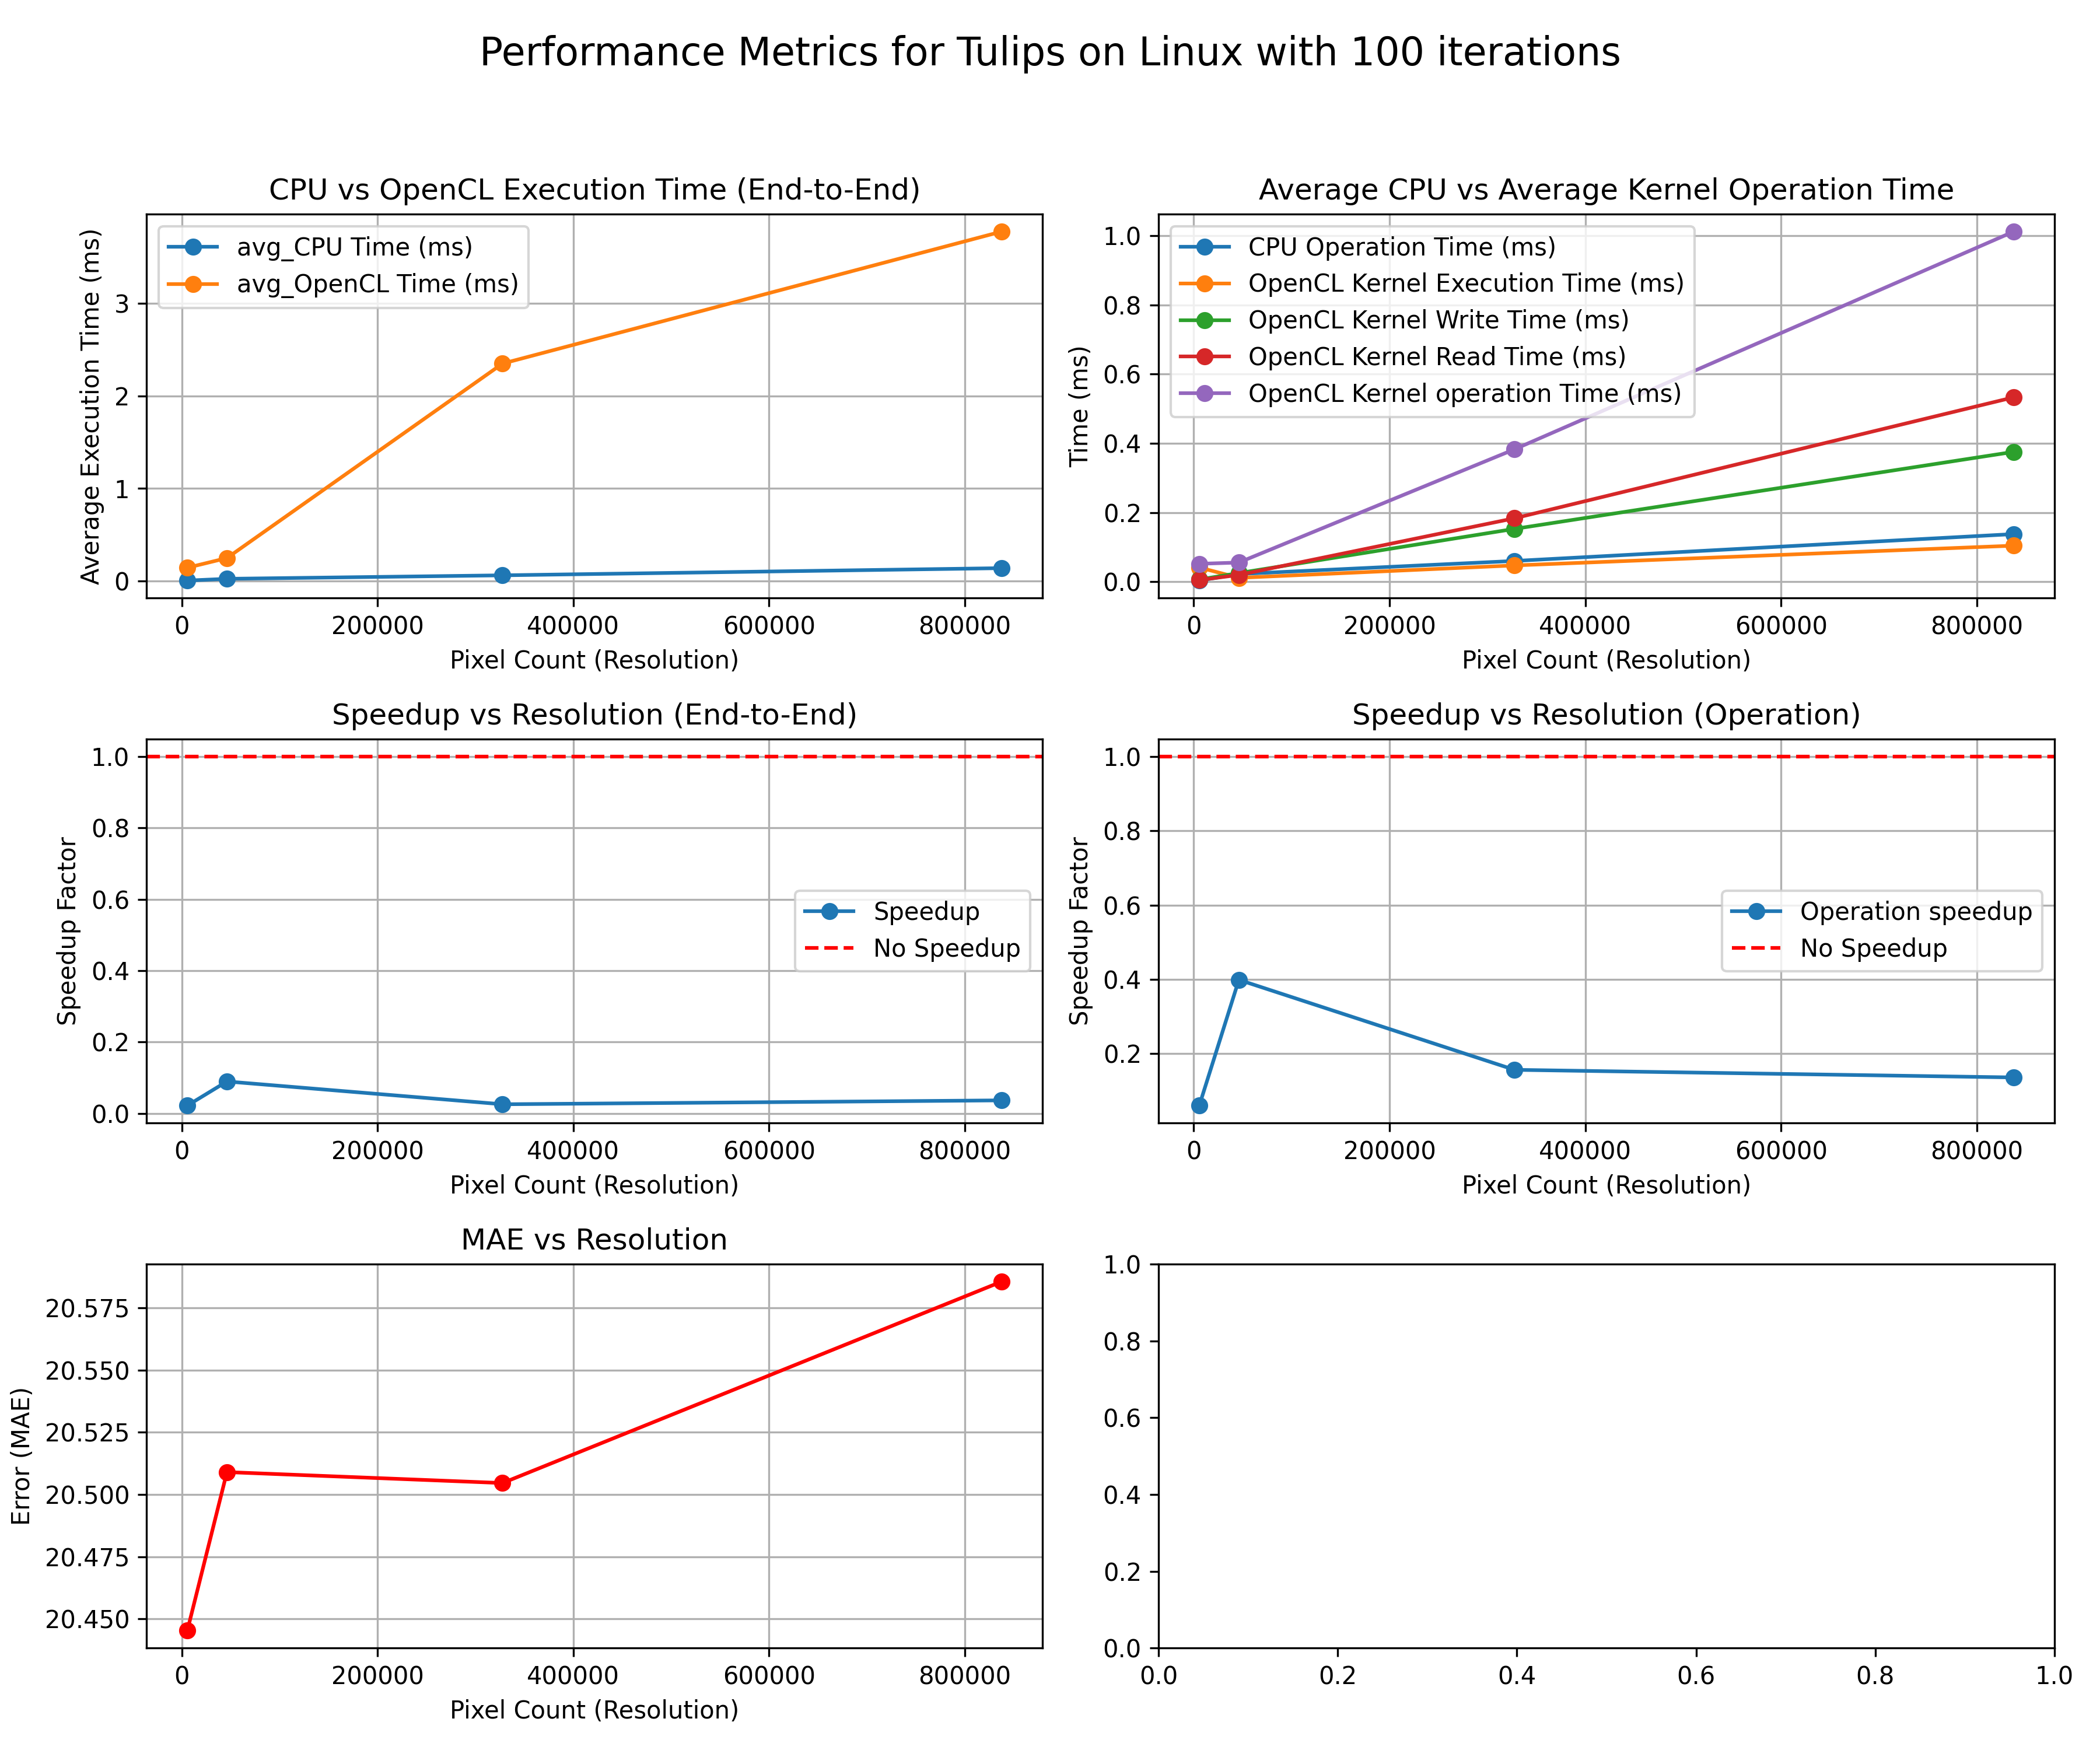 Performance Metrics for Tulips on Linux with 100 iterations
CPU vs OpenCL Execution Time (End-to-End)
Average Execution Time (ms)
3
2
1
0
avg_CPU Time (ms)
avg_OpenCL Time (ms)
0 200000 400000 600000 800000
Pixel Count (Resolution)
Average CPU vs Average Kernel Operation Time
Time (ms)
1.0
0.8
0.6
0.4
0.2
0.0
CPU Operation Time (ms)
OpenCL Kernel Execution Time (ms)
OpenCL Kernel Write Time (ms)
OpenCL Kernel Read Time (ms)
OpenCL Kernel operation Time (ms)
0 200000 400000 600000 800000
Pixel Count (Resolution)
Speedup vs Resolution (End-to-End)
Speedup Factor
1.0
0.8
0.6
0.4
0.2
0.0
Speedup
No Speedup
0 200000 400000 600000 800000
Pixel Count (Resolution)
Speedup vs Resolution (Operation)
Speedup Factor
1.0
0.8
0.6
0.4
0.2
Operation speedup
No Speedup
0 200000 400000 600000 800000
Pixel Count (Resolution)
MAE vs Resolution
Error (MAE)
20.575
20.550
20.525
20.500
20.475
20.450
0 200000 400000 600000 800000
Pixel Count (Resolution)
1.0
0.8
0.6
0.4
0.2
0.0
0.0 0.2 0.4 0.6 0.8 1.0